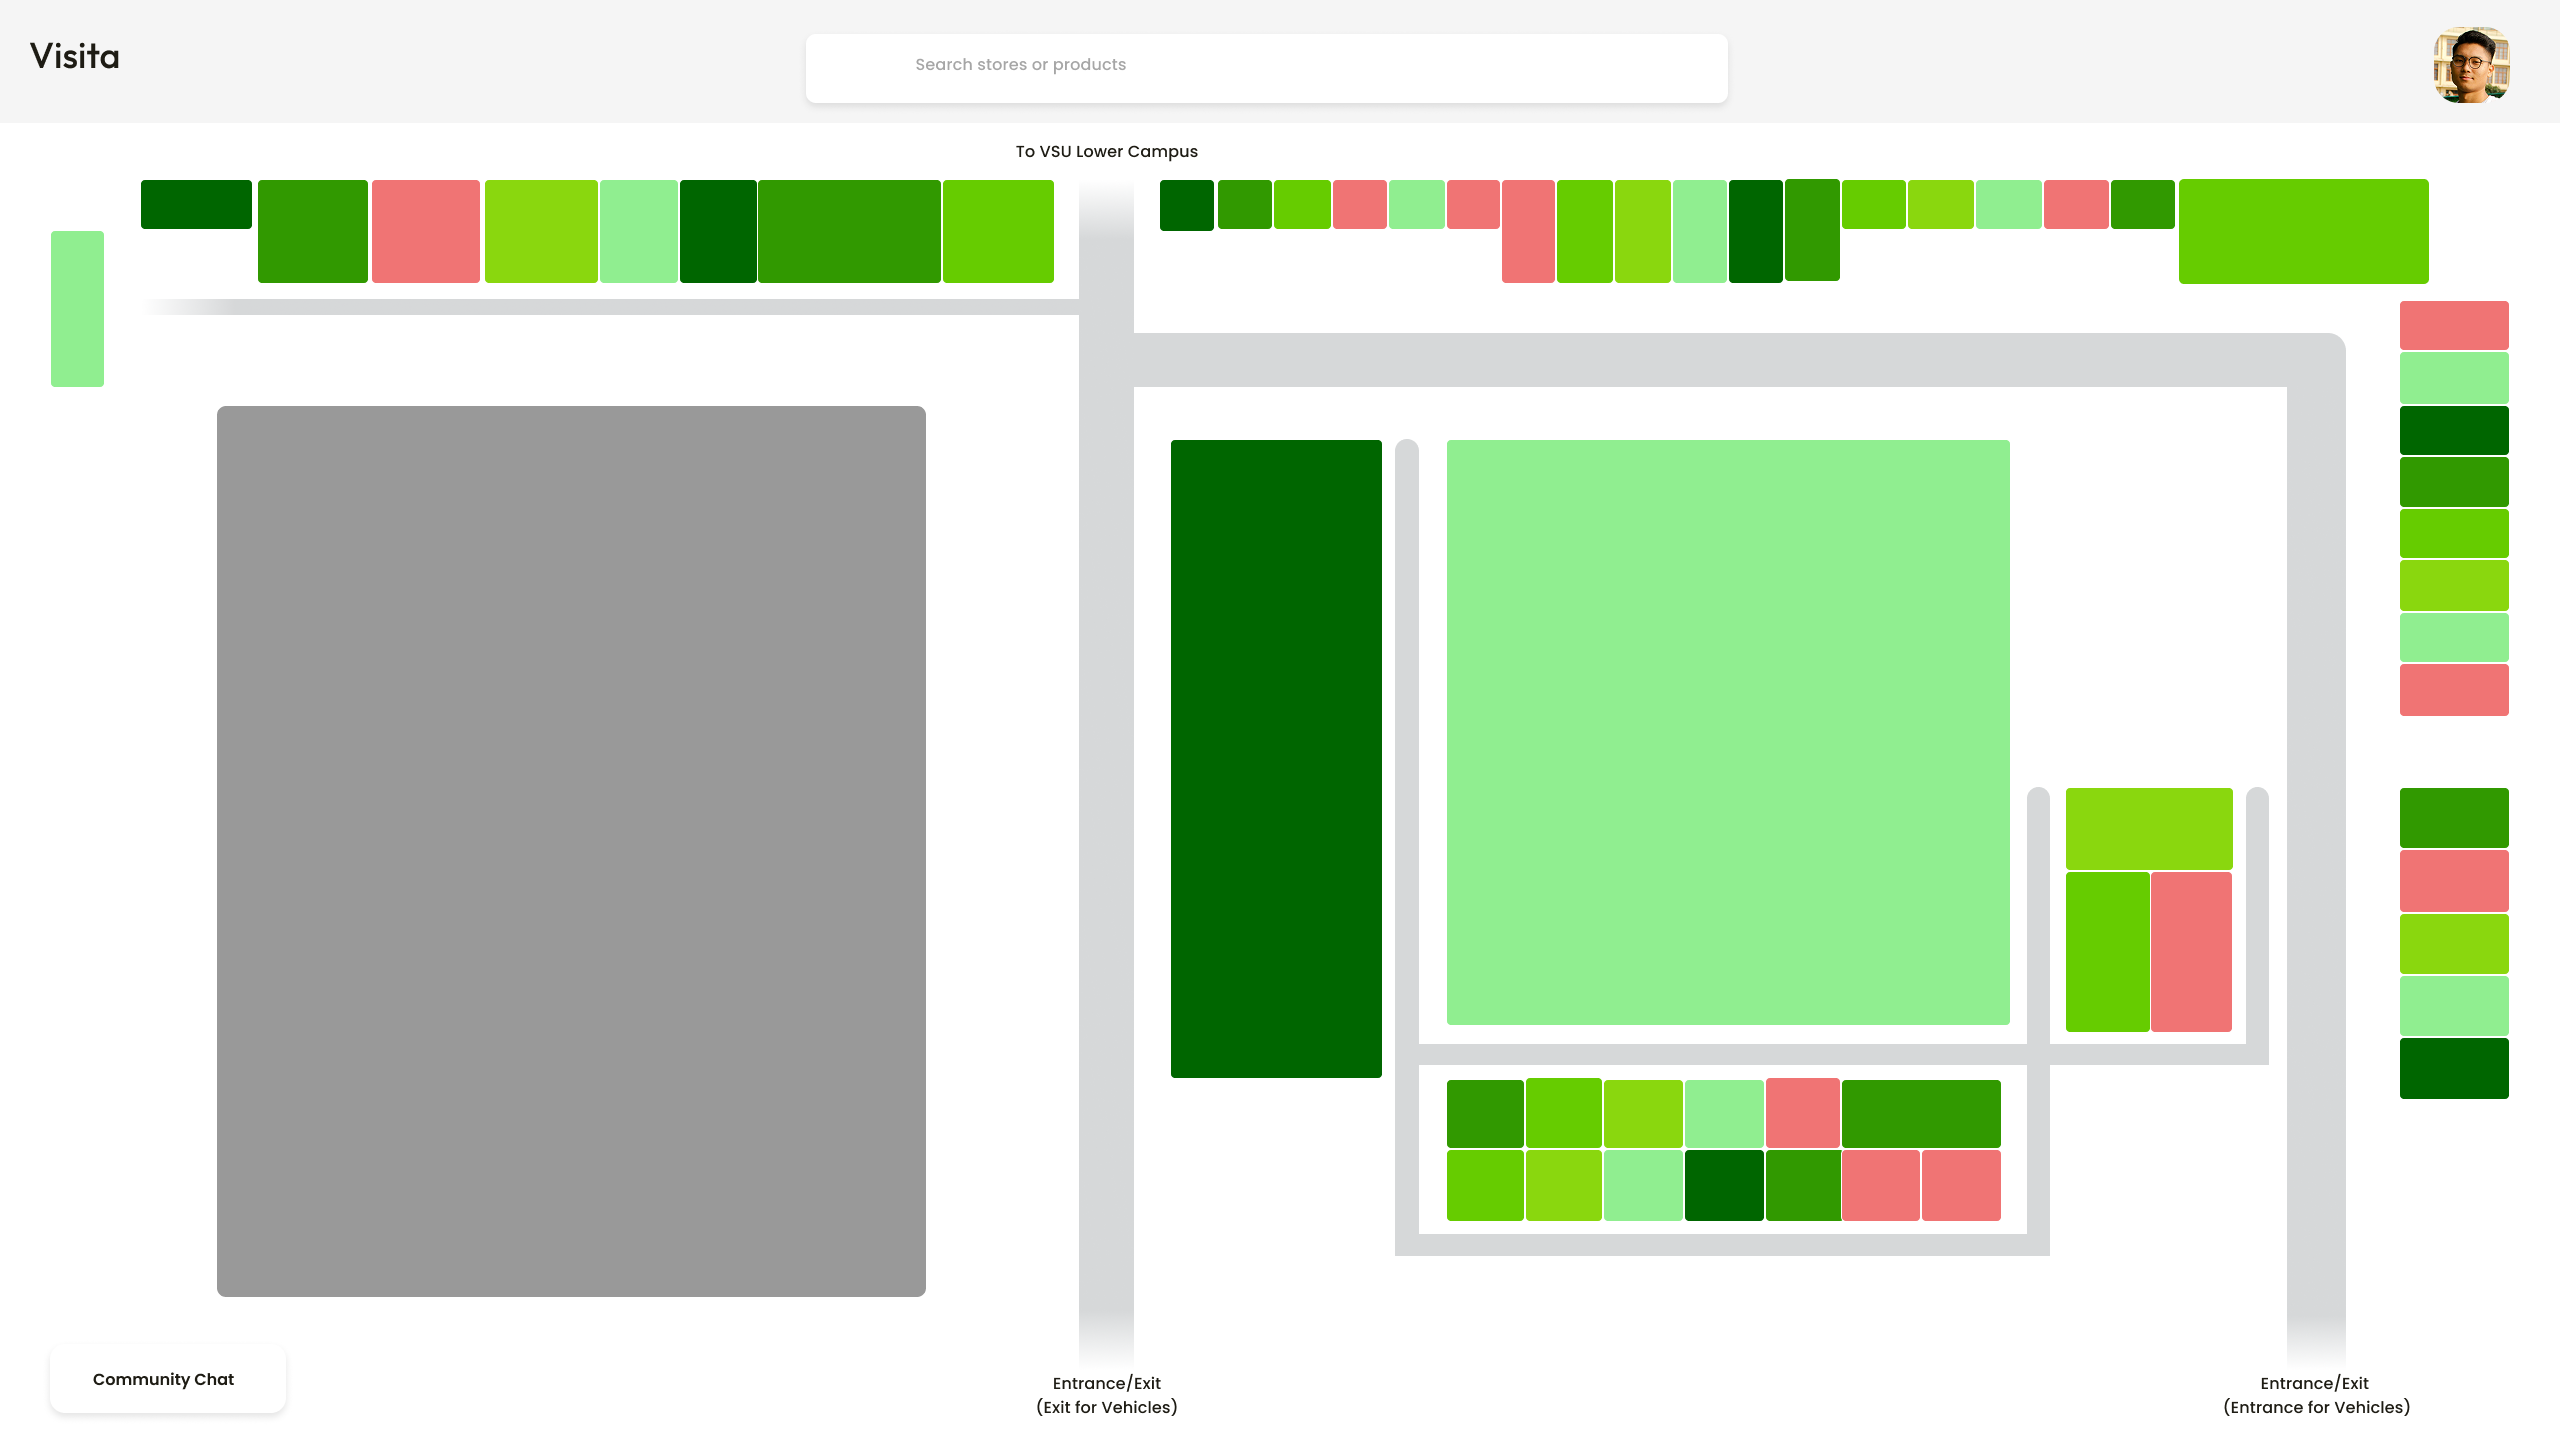 Visita
Search stores or products
To VSU Lower Campus
Community Chat
Entrance/Exit
(Exit for Vehicles)
Entrance/Exit
(Entrance for Vehicles)